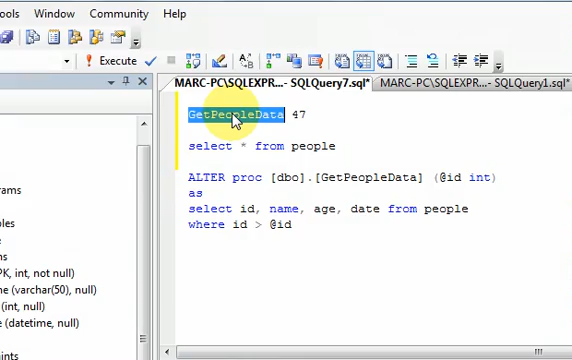 ools Window Community Help
Execute
MARC-PC\SQLEXPR...- SQLQuery7.sql* MARC-PC\SQLEXPR...- SQLQuery1.sql*
GetPeopleData 47
select * from people
ALTER proc [dbo].[GetPeopleData] (@id int)
as
select id, name, age, date from people
where id > @id
rams
les
e
ns
PK, int, not null)
e (varchar(50), null)
(int, null)
e (datetime, null)
s
aints